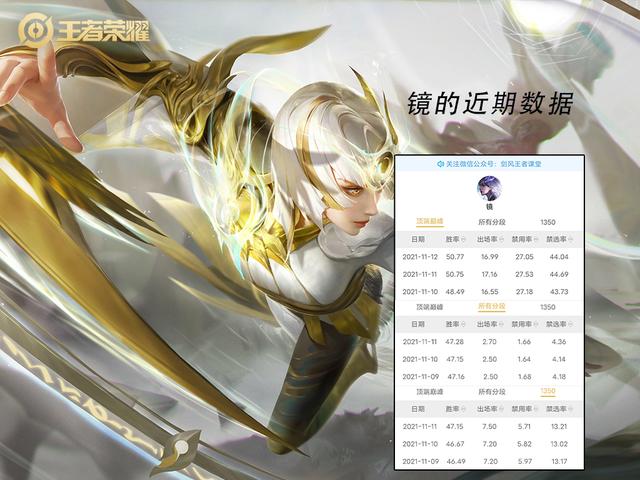 王者荣耀
镜的近期数据
关注微信公众号：剑风王者课堂
镜
顶端巅峰 所有分段 1350
日期 胜率 出场率 禁用率 禁选率
2021-11-12 50.77 16.99 27.05 44.04
2021-11-11 50.75 17.16 27.53 44.69
2021-11-10 48.49 16.55 27.18 43.73
顶端巅峰 所有分段 1350
日期 胜率 出场率 禁用率 禁选率
2021-11-11 47.28 2.70 1.66 4.36
2021-11-10 47.15 2.50 1.64 4.14
2021-11-09 47.16 2.50 1.68 4.18
顶端巅峰 所有分段 1350
日期 胜率 出场率 禁用率 禁选率
2021-11-11 47.15 7.50 5.71 13.21
2021-11-10 46.67 7.20 5.82 13.02
2021-11-09 46.49 7.20 5.97 13.17